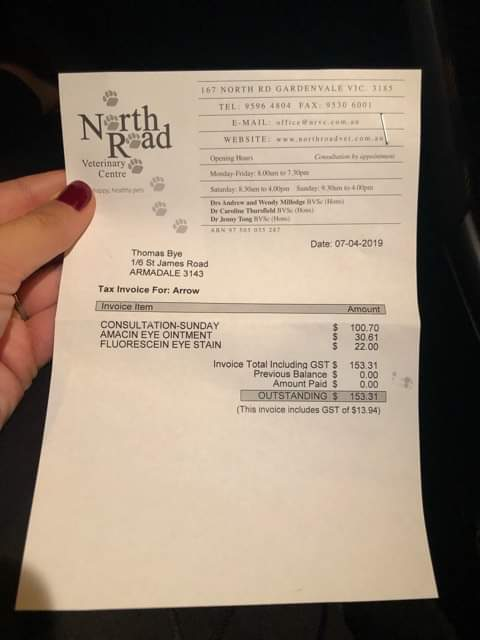 North
Road
Veterinary
Centre
happy, healthy pets
167 NORTH RD GARDENVALE VIC. 3185
TEL: 9596 4804 FAX: 9530 6001
E-MAIL: office@nrvc.com.au
WEBSITE: www.northroadvet.com.au
Opening Hours Consultation by appointment
Monday-Friday: 8.00am to 7.30pm
Saturday: 8.30am to 4.00pm Sunday: 9.30am to 4.00pm
Drs Andrew and Wendy Milledge BVSc (Hons)
Dr Caroline Thursfield BVSc (Hons)
Dr Jenny Tong BVSc (Hons)
ABN 97 505 055 247
Date: 07-04-2019
Thomas Bye
1/6 St James Road
ARMADALE 3143
Tax Invoice For: Arrow
Invoice Item Amount
CONSULTATION-SUNDAY $ 100.70
AMACIN EYE OINTMENT $ 30.61
FLUORESCEIN EYE STAIN $ 22.00
Invoice Total Including GST $ 153.31
Previous Balance $ 0.00
Amount Paid $ 0.00
OUTSTANDING $ 153.31
(This invoice includes GST of $13.94)